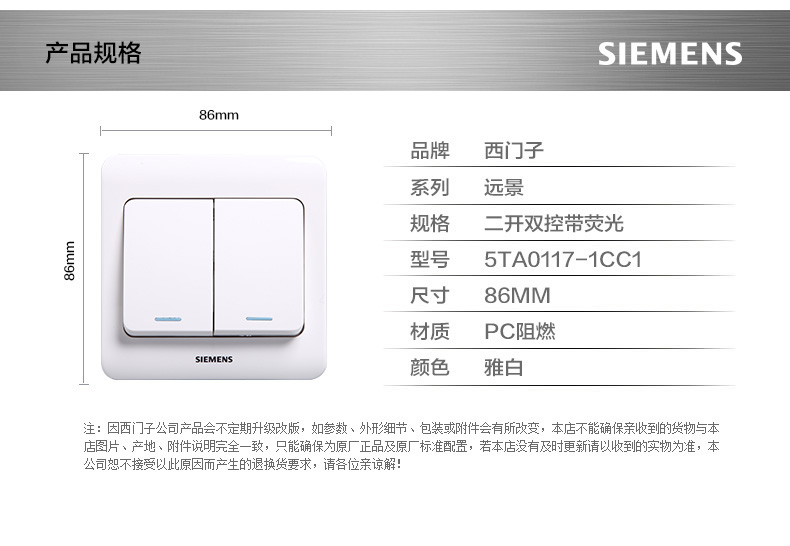 产品规格
SIEMENS
86mm
86mm
SIEMENS
品牌 西门子
系列 远景
规格 二开双控带荧光
型号 5TA0117-1CC1
尺寸 86MM
材质 PC阻燃
颜色 雅白
注：因西门子公司产品会不定期升级改版，如参数、外形细节、包装或附件会有所改变，本店不能确保亲收到的货物与本
店图片、产地、附件说明完全一致，只能确保为原厂正品及原厂标准配置，若本店没有及时更新请以收到的实物为准，本
公司恕不接受以此原因而产生的退换货要求，请各位亲谅解！